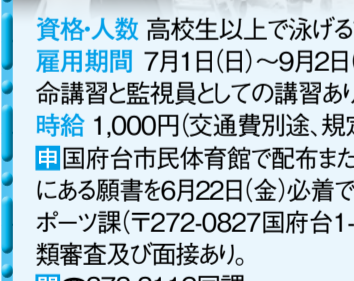 資格・人数 高校生以上で泳げる
雇用期間 7月1日(日)～9月2日(
命講習と監視員としての講習あり
時給 1,000円(交通費別途、規定
申国府台市民体育館で配布また
にある願書を6月22日(金)必着で
ポーツ課(〒272-0827国府台1-
類審査及び面接あり。